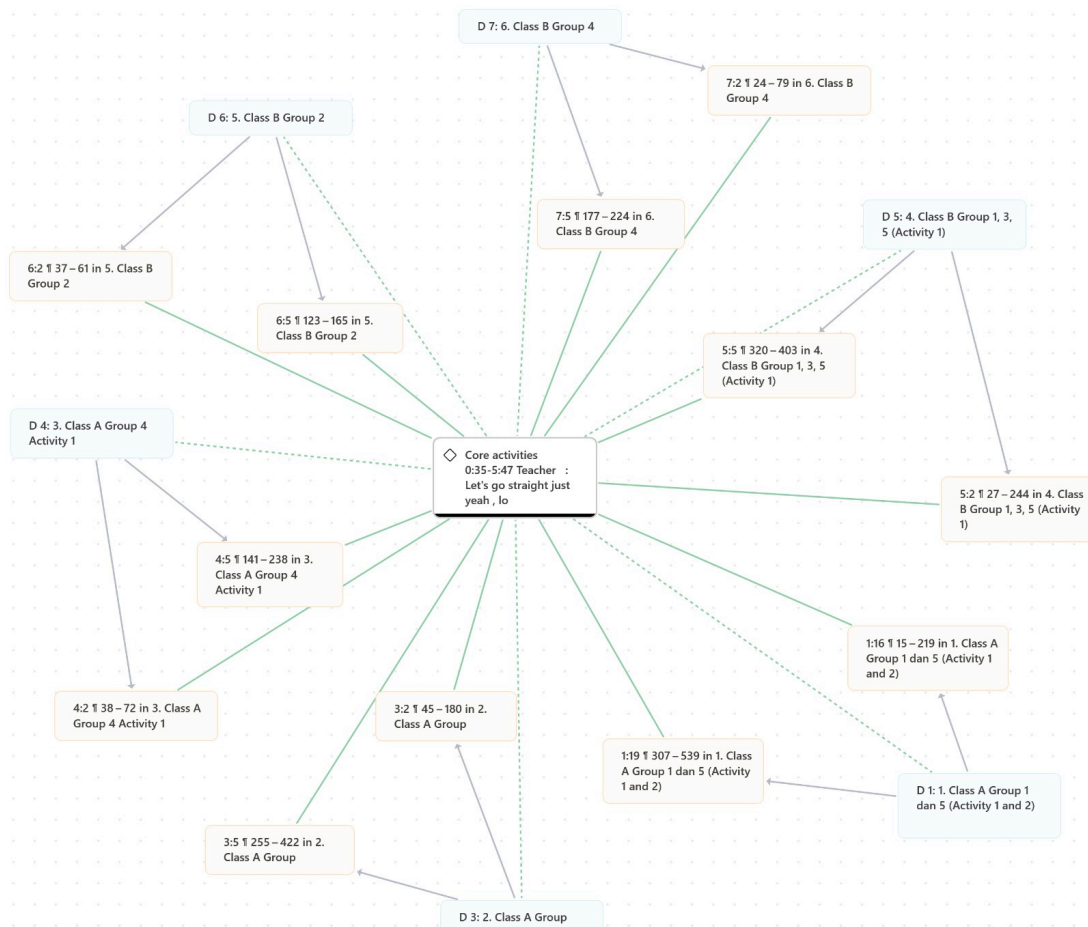 D 7: 6. Class B Group 4
7:2 ¶ 24 – 79 in 6. Class B
Group 4
D 6: 5. Class B Group 2
7:5 ¶ 177 – 224 in 6.
Class B Group 4
D 5: 4. Class B Group 1, 3,
5 (Activity 1)
6:2 ¶ 37 – 61 in 5. Class B
Group 2
6:5 ¶ 123 – 165 in 5.
Class B Group 2
5:5 ¶ 320 – 403 in 4.
Class B Group 1, 3, 5
(Activity 1)
D 4: 3. Class A Group 4
Activity 1
Core activities
0:35-5:47 Teacher :
Let's go straight just
yeah , lo
5:2 ¶ 27 – 244 in 4. Class
B Group 1, 3, 5 (Activity
1)
4:5 ¶ 141 – 238 in 3.
Class A Group 4
Activity 1
1:16 ¶ 15 – 219 in 1. Class A
Group 1 dan 5 (Activity 1
and 2)
4:2 ¶ 38 – 72 in 3. Class A
Group 4 Activity 1
3:2 ¶ 45 – 180 in 2.
Class A Group
1:19 ¶ 307 – 539 in 1. Class
A Group 1 dan 5 (Activity
1 and 2)
D 1: 1. Class A Group 1
dan 5 (Activity 1 and 2)
3:5 ¶ 255 – 422 in 2.
Class A Group
D 3: 2. Class A Group